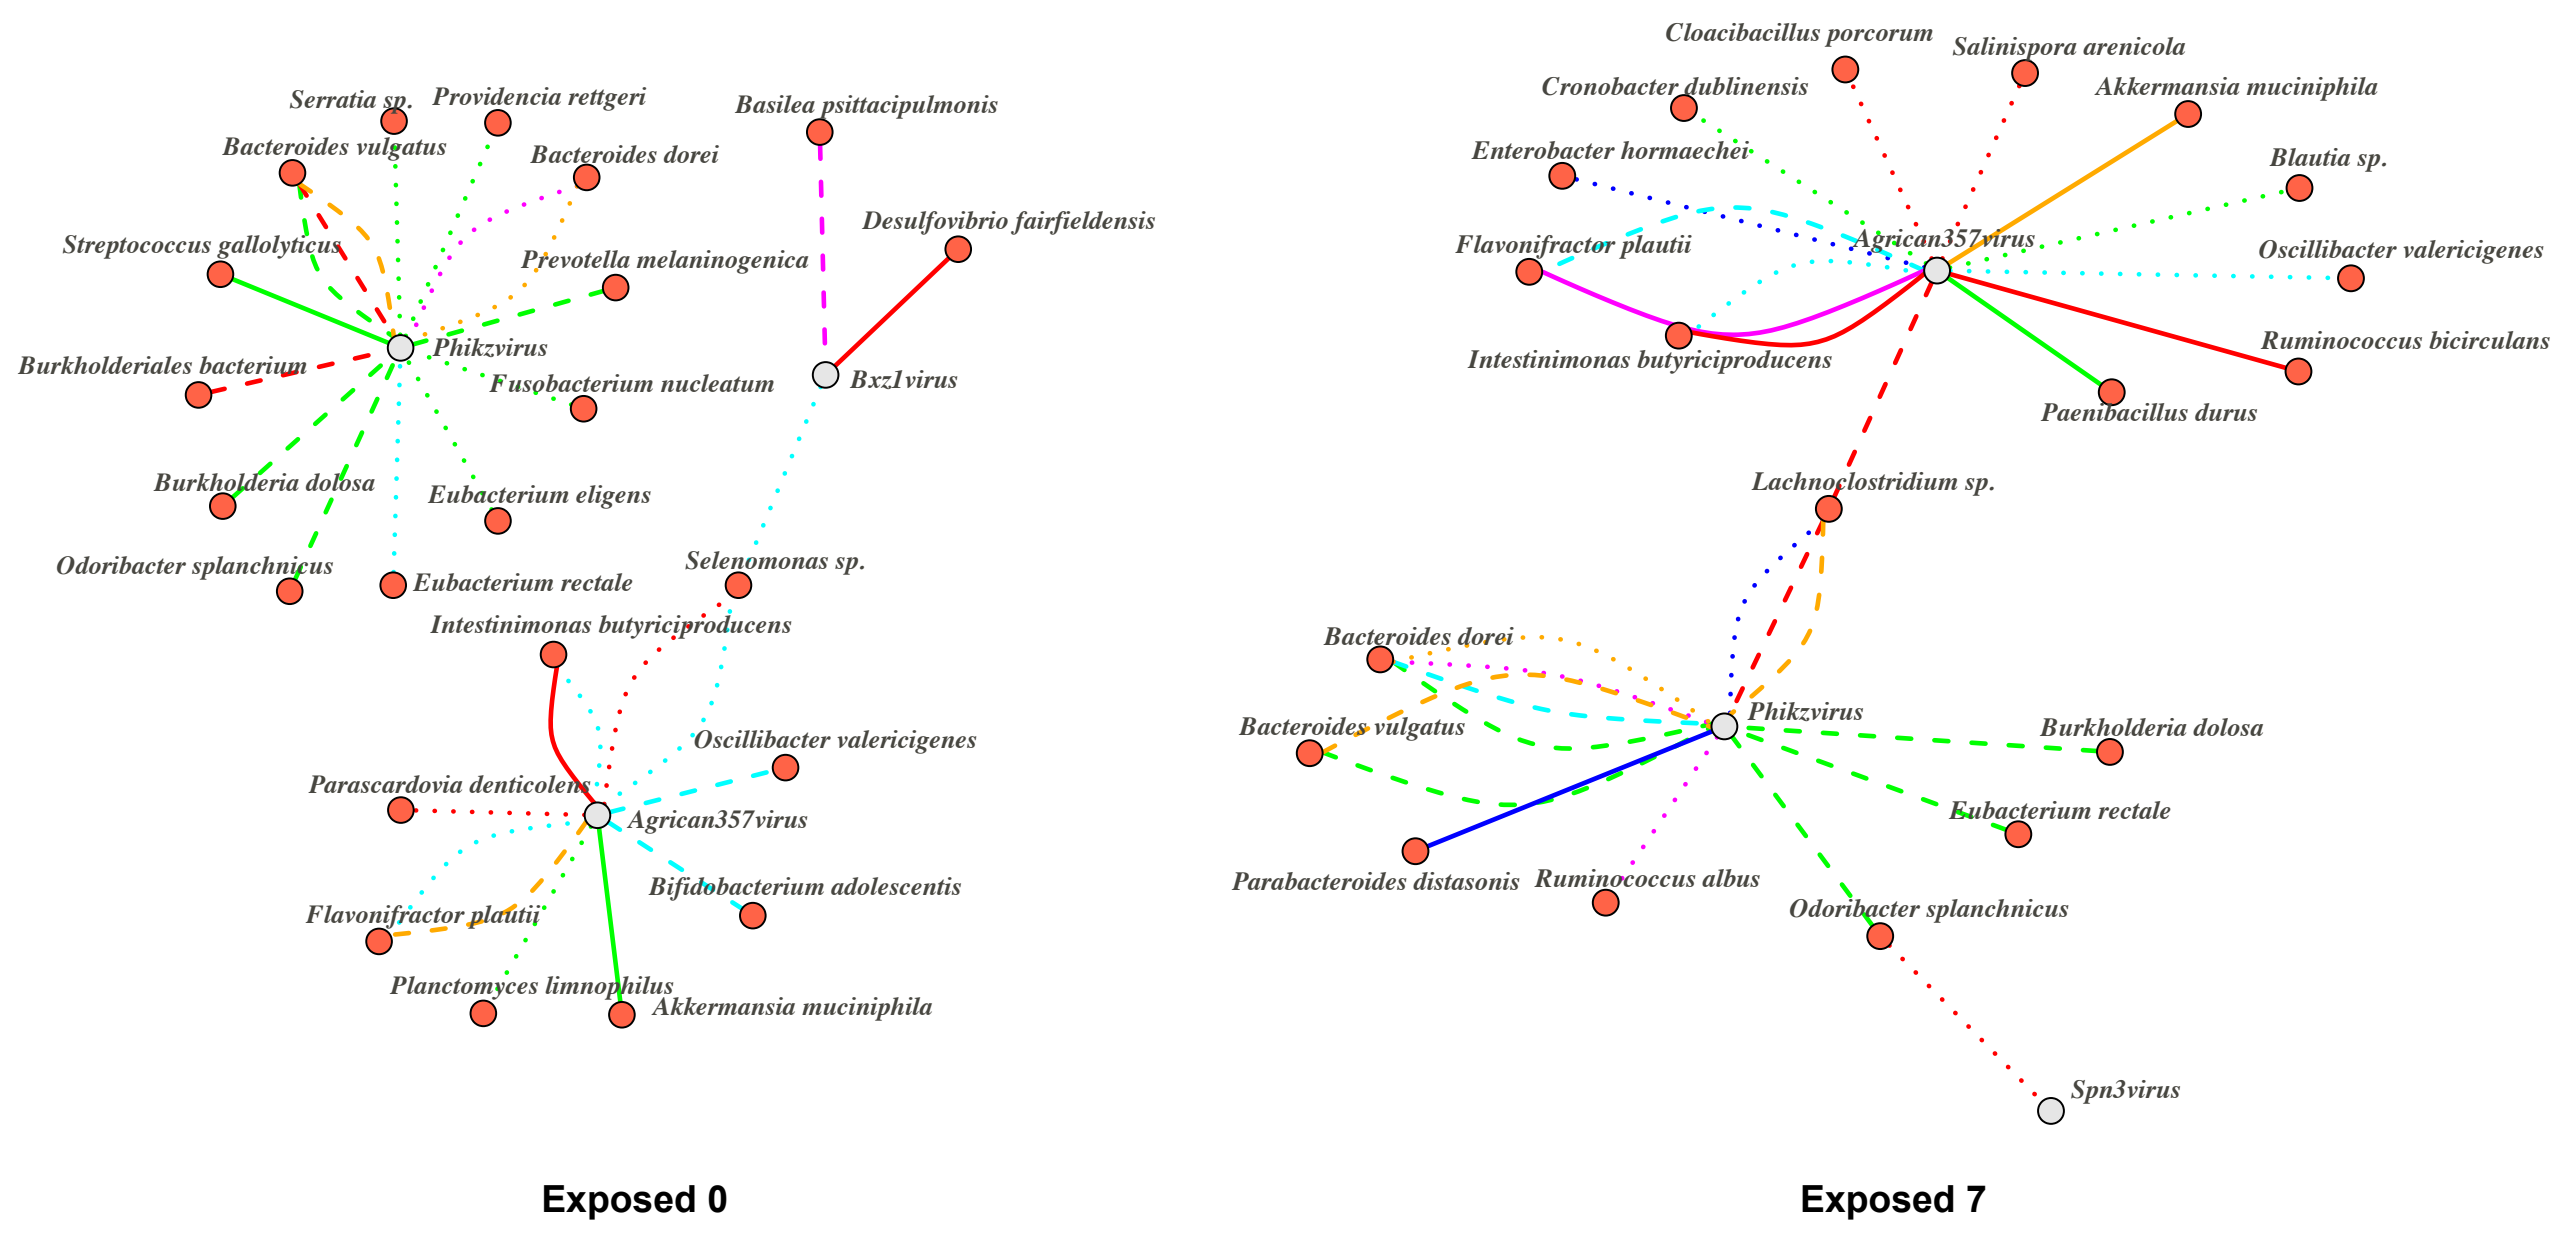 Serratia sp.
Providencia rettgeri
Bacteroides vulgatus
Bacteroides dorei
Streptococcus gallolyticus
Prevotella melaninogenica
Phikzvirus
Burkholderiales bacterium
Fusobacterium nucleatum
Burkholderia dolosa
Eubacterium eligens
Odoribacter splanchnicus
Eubacterium rectale
Basilea psittacipulmonis
Desulfovibrio fairfieldensis
Bxz1virus
Selenomonas sp.
Intestinimonas butyriciproducens
Oscillibacter valericigenes
Parascardovia denticolens
Agrican357virus
Bifidobacterium adolescentis
Flavonifractor plautii
Planctomyces limnophilus
Akkermansia muciniphila
Exposed 0
Cloacibacillus porcorum
Salinispora arenicola
Cronobacter dublinensis
Akkermansia muciniphila
Enterobacter hormaechei
Blautia sp.
Flavonifractor plautii
Agrican357virus
Oscillibacter valericigenes
Intestinimonas butyriciproducens
Ruminococcus bicirculans
Paenibacillus durus
Lachnoclostridium sp.
Bacteroides dorei
Bacteroides vulgatus
Phikzvirus
Burkholderia dolosa
Eubacterium rectale
Parabacteroides distasonis
Ruminococcus albus
Odoribacter splanchnicus
Spn3virus
Exposed 7